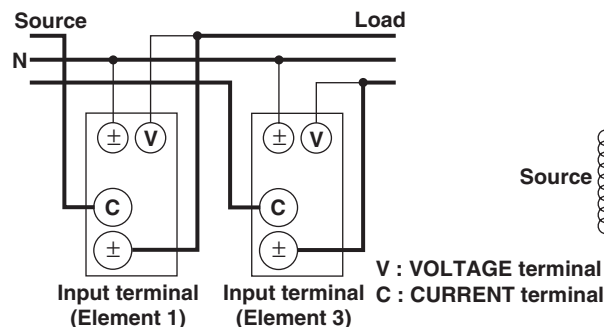 Source
Load
N
± V
± V
C
C
±
±
Source
Input terminal
(Element 1)
Input terminal
(Element 3)
V : VOLTAGE terminal
C : CURRENT terminal